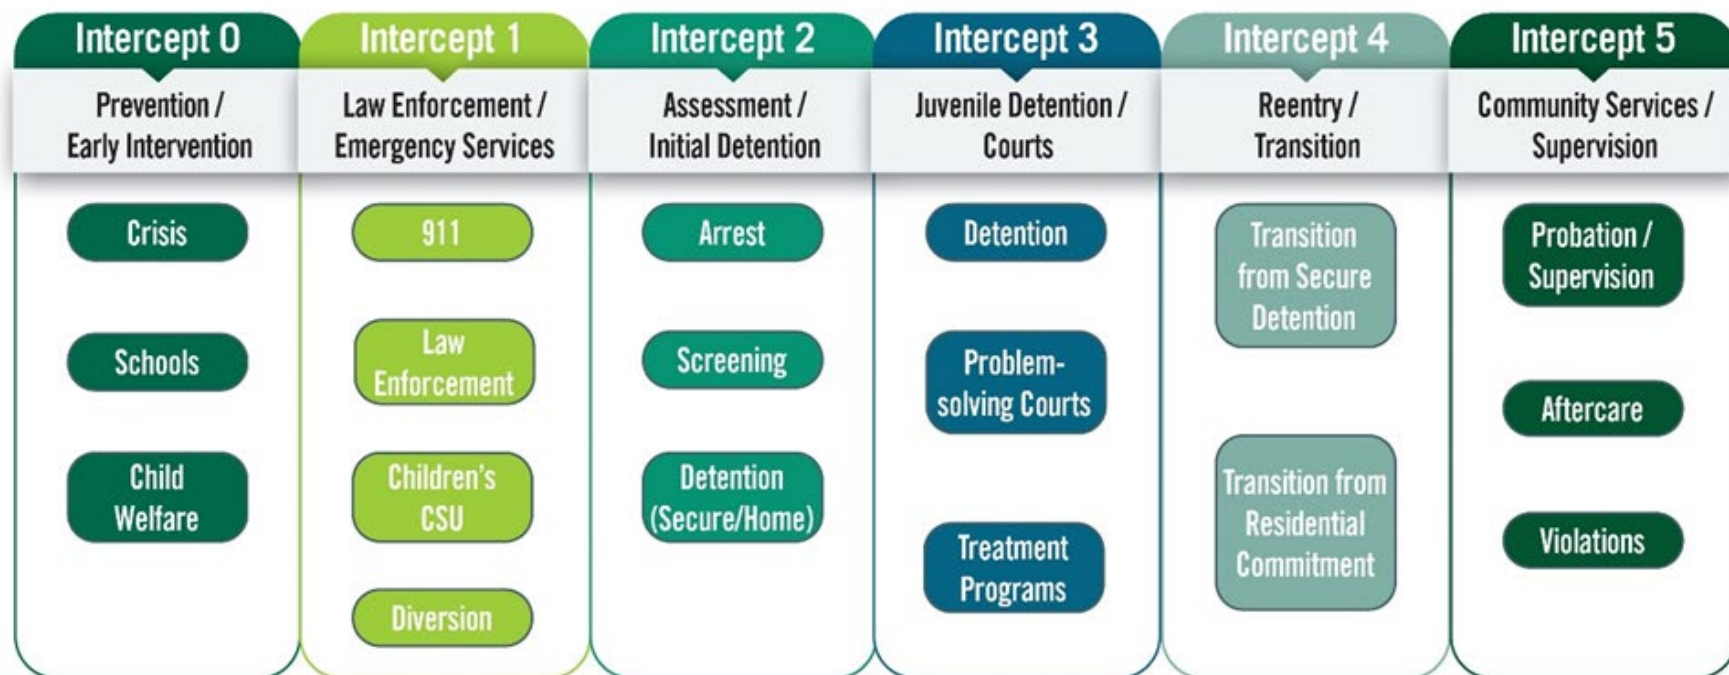 Intercept 0
Prevention /
Early Intervention
Crisis
Schools
Child
Welfare
Intercept 1
Law Enforcement /
Emergency Services
911
Law
Enforcement
Children's
CSU
Diversion
Intercept 2
Assessment /
Initial Detention
Arrest
Screening
Detention
(Secure/Home)
Intercept 3
Juvenile Detention /
Courts
Detention
Problem-
solving Courts
Treatment
Programs
Intercept 4
Reentry /
Transition
Transition
from Secure
Detention
Transition from
Residential
Commitment
Intercept 5
Community Services /
Supervision
Probation /
Supervision
Aftercare
Violations